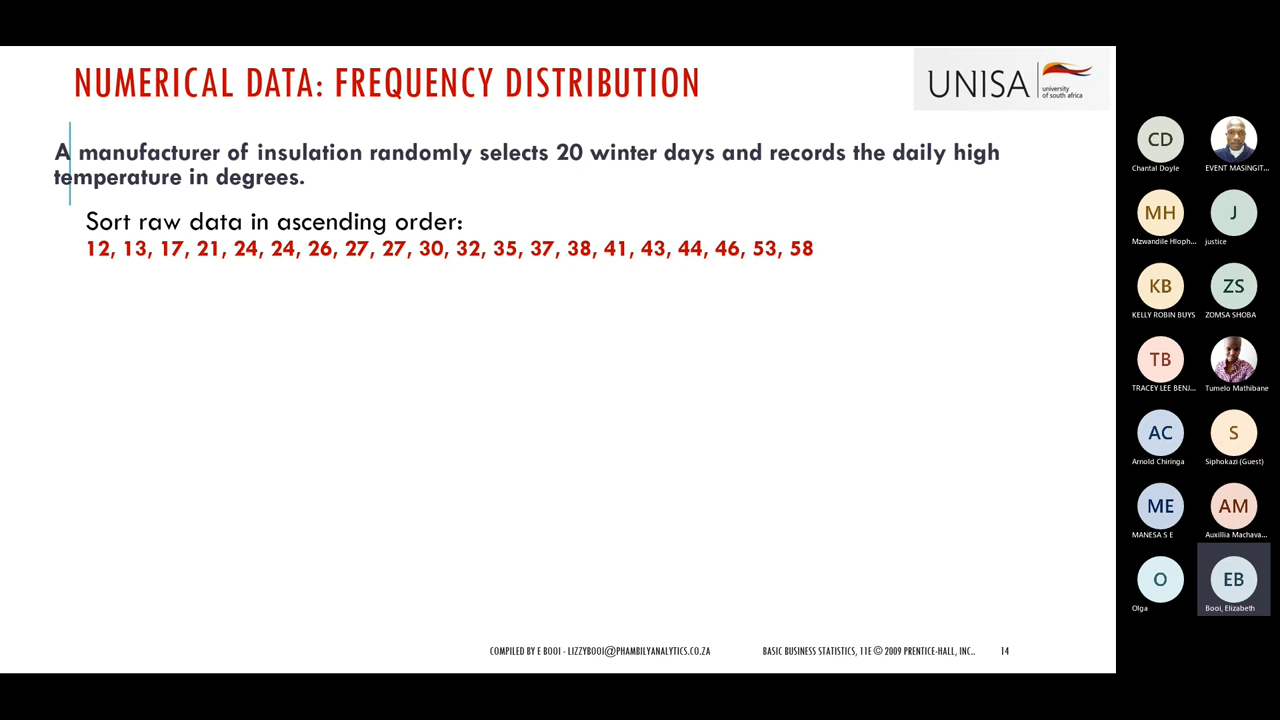 NUMERICAL DATA: FREQUENCY DISTRIBUTION
UNISA
university
of south africa
A manufacturer of insulation randomly selects 20 winter days and records the daily high
temperature in degrees.
Sort raw data in ascending order:
12, 13, 17, 21, 24, 24, 26, 27, 27, 30, 32, 35, 37, 38, 41, 43, 44, 46, 53, 58
COMPILED BY E BOOI - LIZZYBOOI@PHAMBILYANALYTICS.CO.ZA
BASIC BUSINESS STATISTICS, 11E © 2009 PRENTICE-HALL, INC..
14
CD
Chantal Doyle
EVENT MASINGIT...
MH
Mzwandile Hloph...
J
justice
KB
KELLY ROBIN BUYS
ZS
ZOMSA SHOBA
TB
TRACEY LEE BENJ...
Tumelo Mathibane
AC
Arnold Chiringa
S
Siphokazi (Guest)
ME
MANESA S E
AM
Auxillia Machava...
O
Olga
EB
Booi, Elizabeth